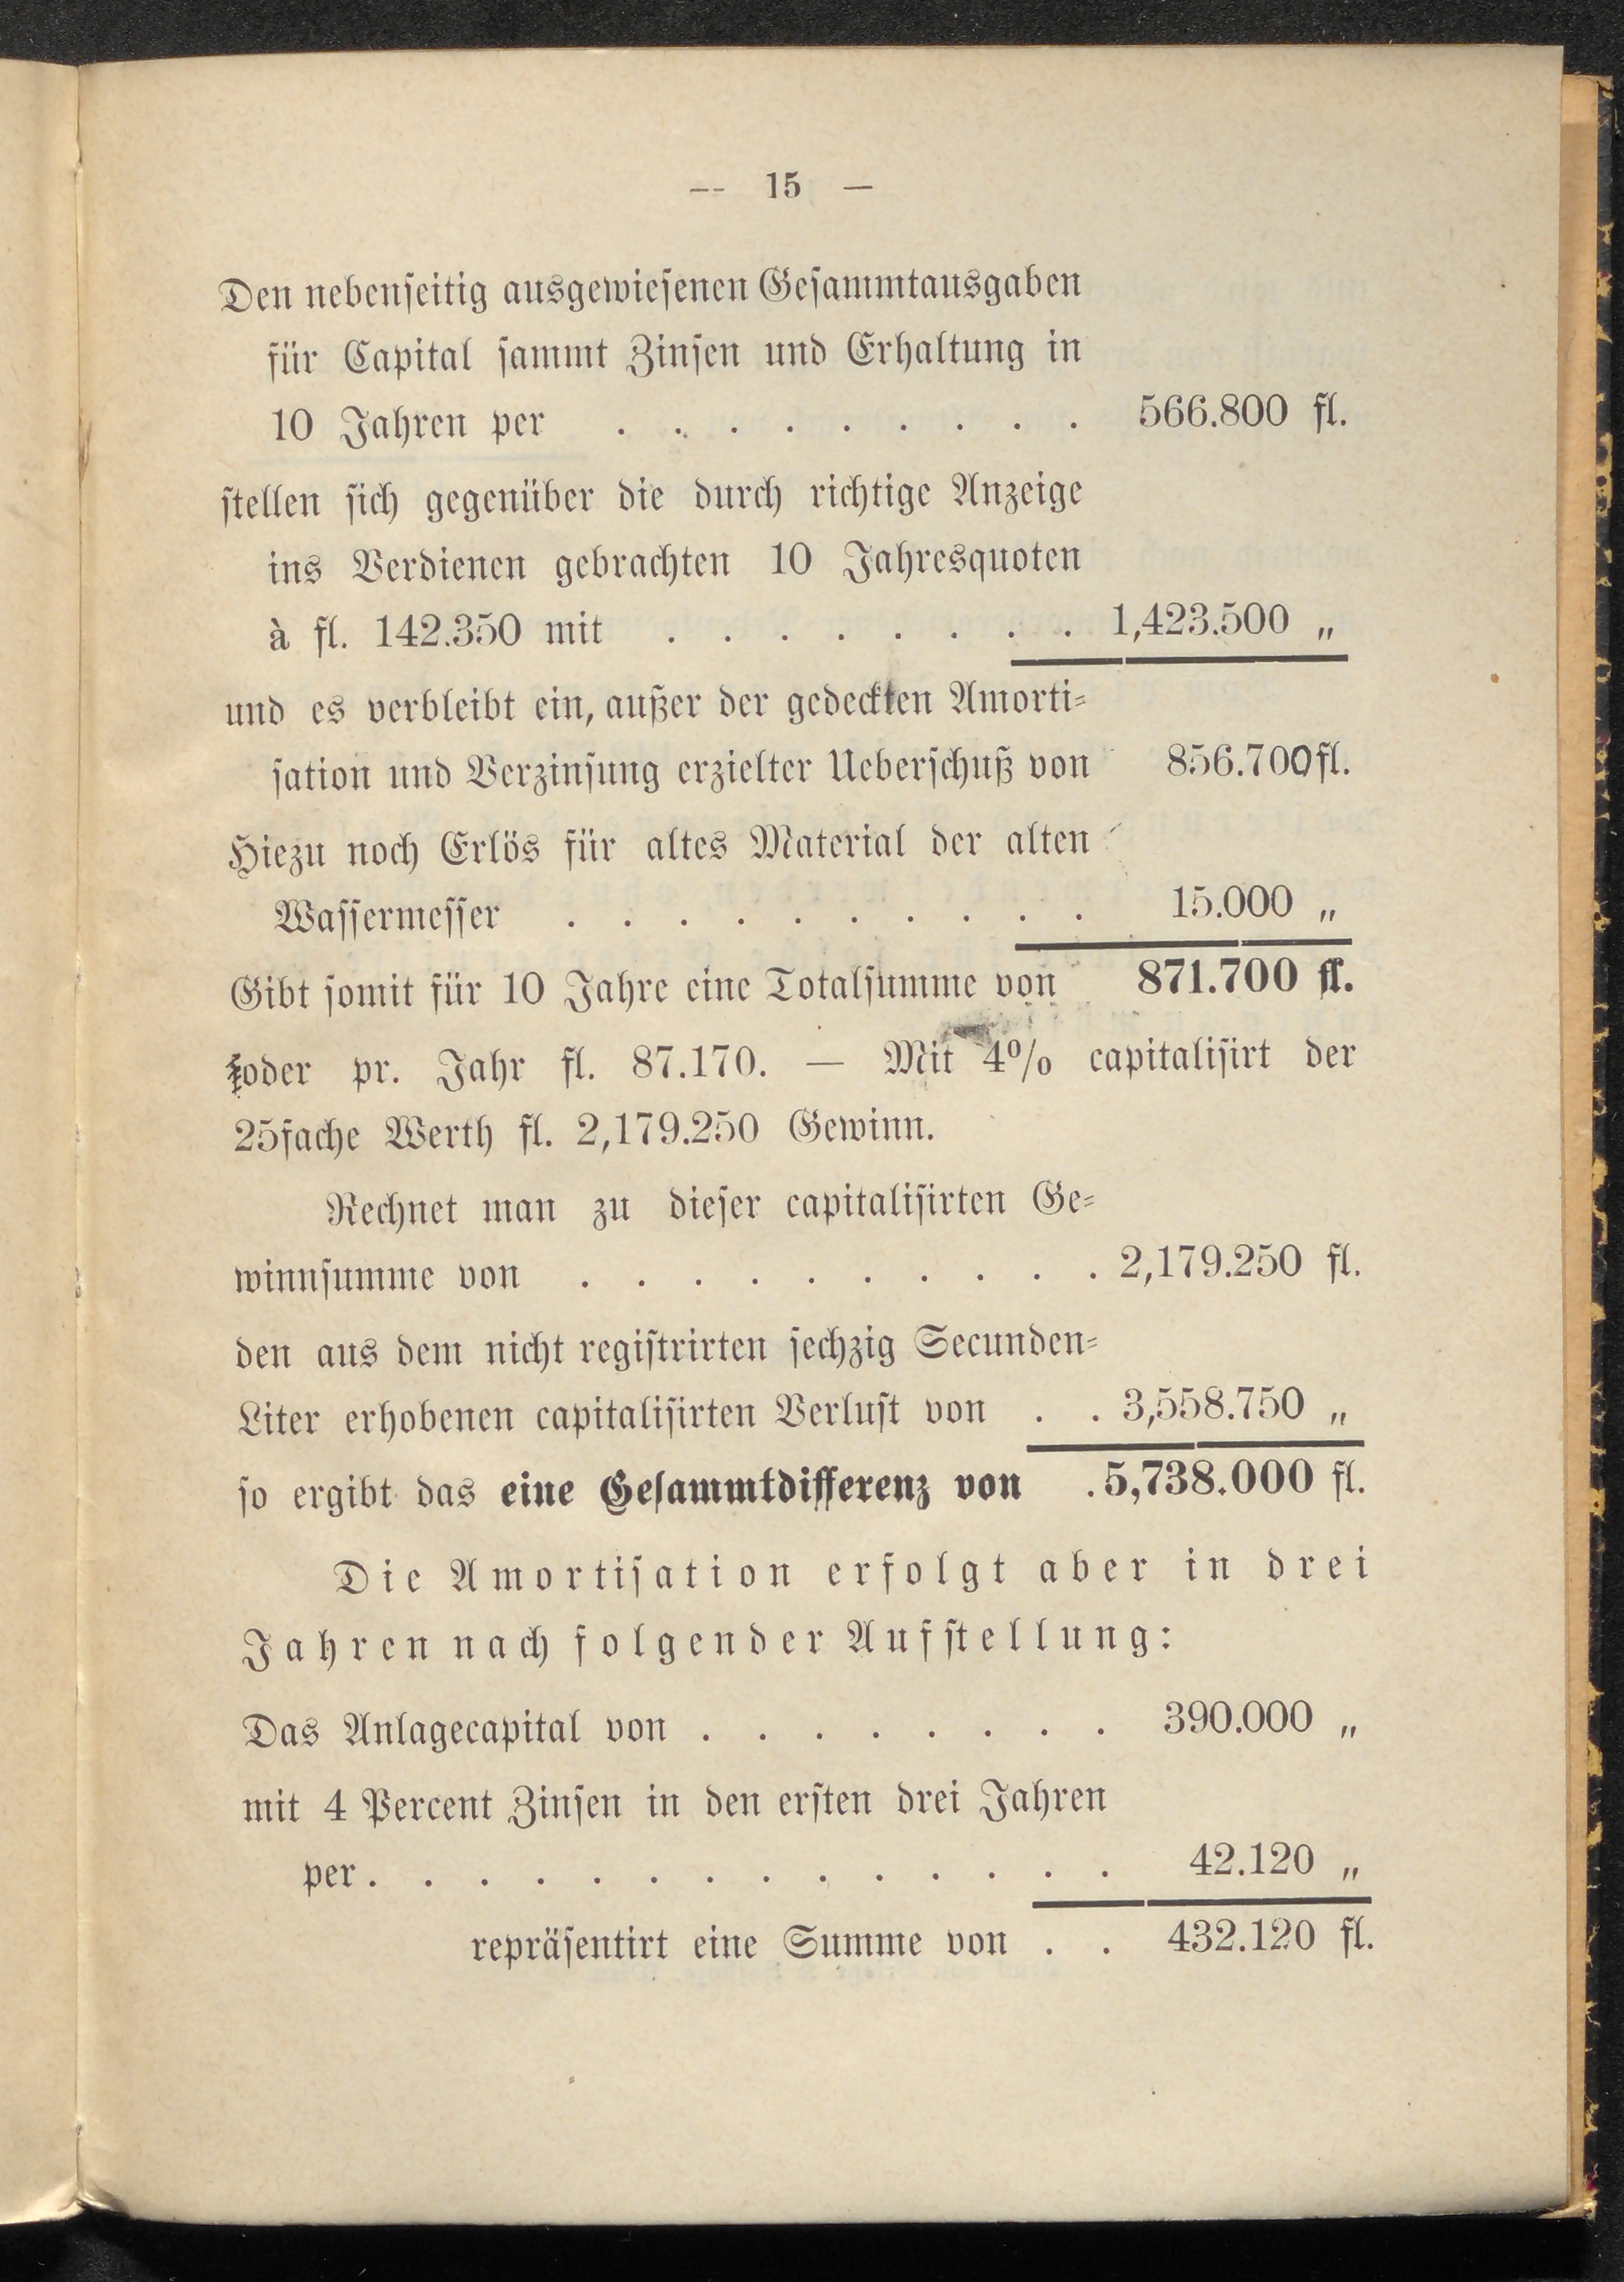 — 15 —
Den nebenseitig ausgewiesenen Gesammtausgaben
für Capital sammt Zinsen und Erhaltung in
10 Jahren per . . . . . . . . . 566.800 fl.
stellen sich gegenüber die durch richtige Anzeige
ins Verdienen gebrachten 10 Jahresquoten
à fl. 142.350 mit . . . . . . . . 1,423.500 „
und es verbleibt ein, außer der gedeckten Amorti-
sation und Verzinsung erzielter Ueberschuß von 856.700 fl.
Hiezu noch Erlös für altes Material der alten
Wassermesser . . . . . . . . . . 15.000 „
Gibt somit für 10 Jahre eine Totalsumme von 871.700 fl.
oder pr. Jahr fl. 87.170. — Mit 4% capitalisirt der
25fache Werth fl. 2,179.250 Gewinn.
Rechnet man zu dieser capitalisirten Ge-
winnsumme von . . . . . . . . . . 2,179.250 fl.
den aus dem nicht registrirten sechzig Secunden-
Liter erhobenen capitalisirten Verlust von . . 3,558.750 „
so ergibt das eine Gesammtdifferenz von . 5,738.000 fl.
Die Amortisation erfolgt aber in drei
Jahren nach folgender Aufstellung:
Das Anlagecapital von . . . . . . . . 390.000 „
mit 4 Percent Zinsen in den ersten drei Jahren
per . . . . . . . . . . . . . . 42.120 „
repräsentirt eine Summe von . . 432.120 fl.